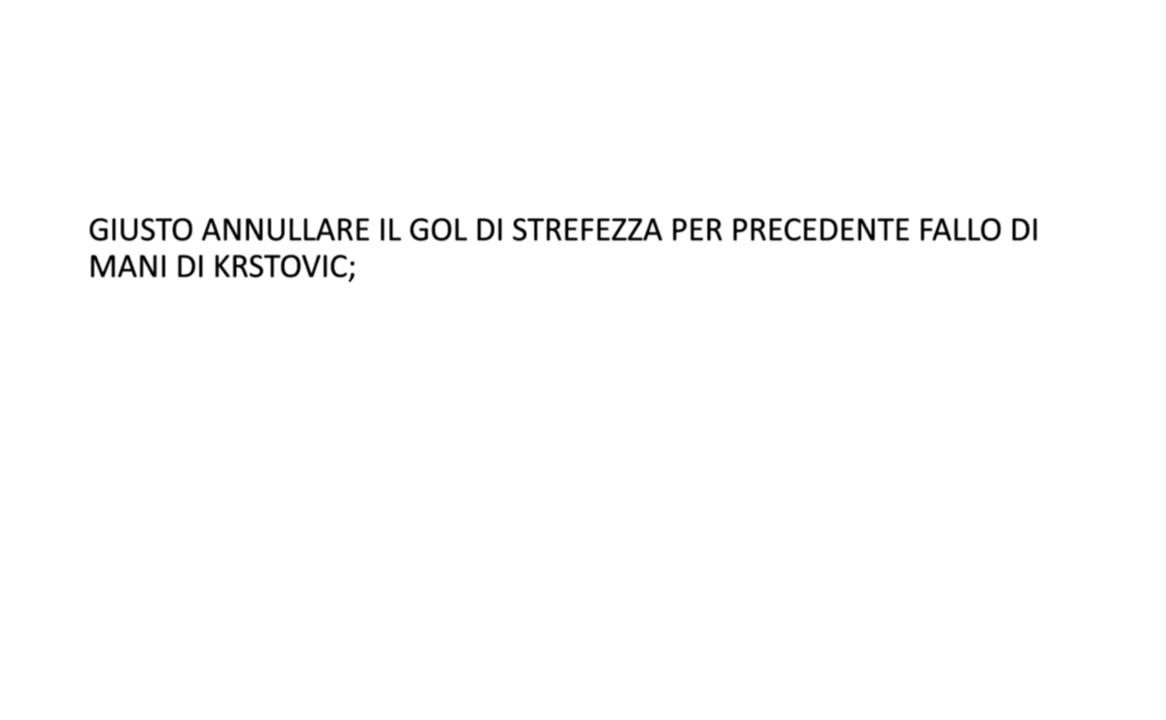 GIUSTO ANNULLARE IL GOL DI STREFEZZA PER PRECEDENTE FALLO DI
MANI DI KRSTOVIC;